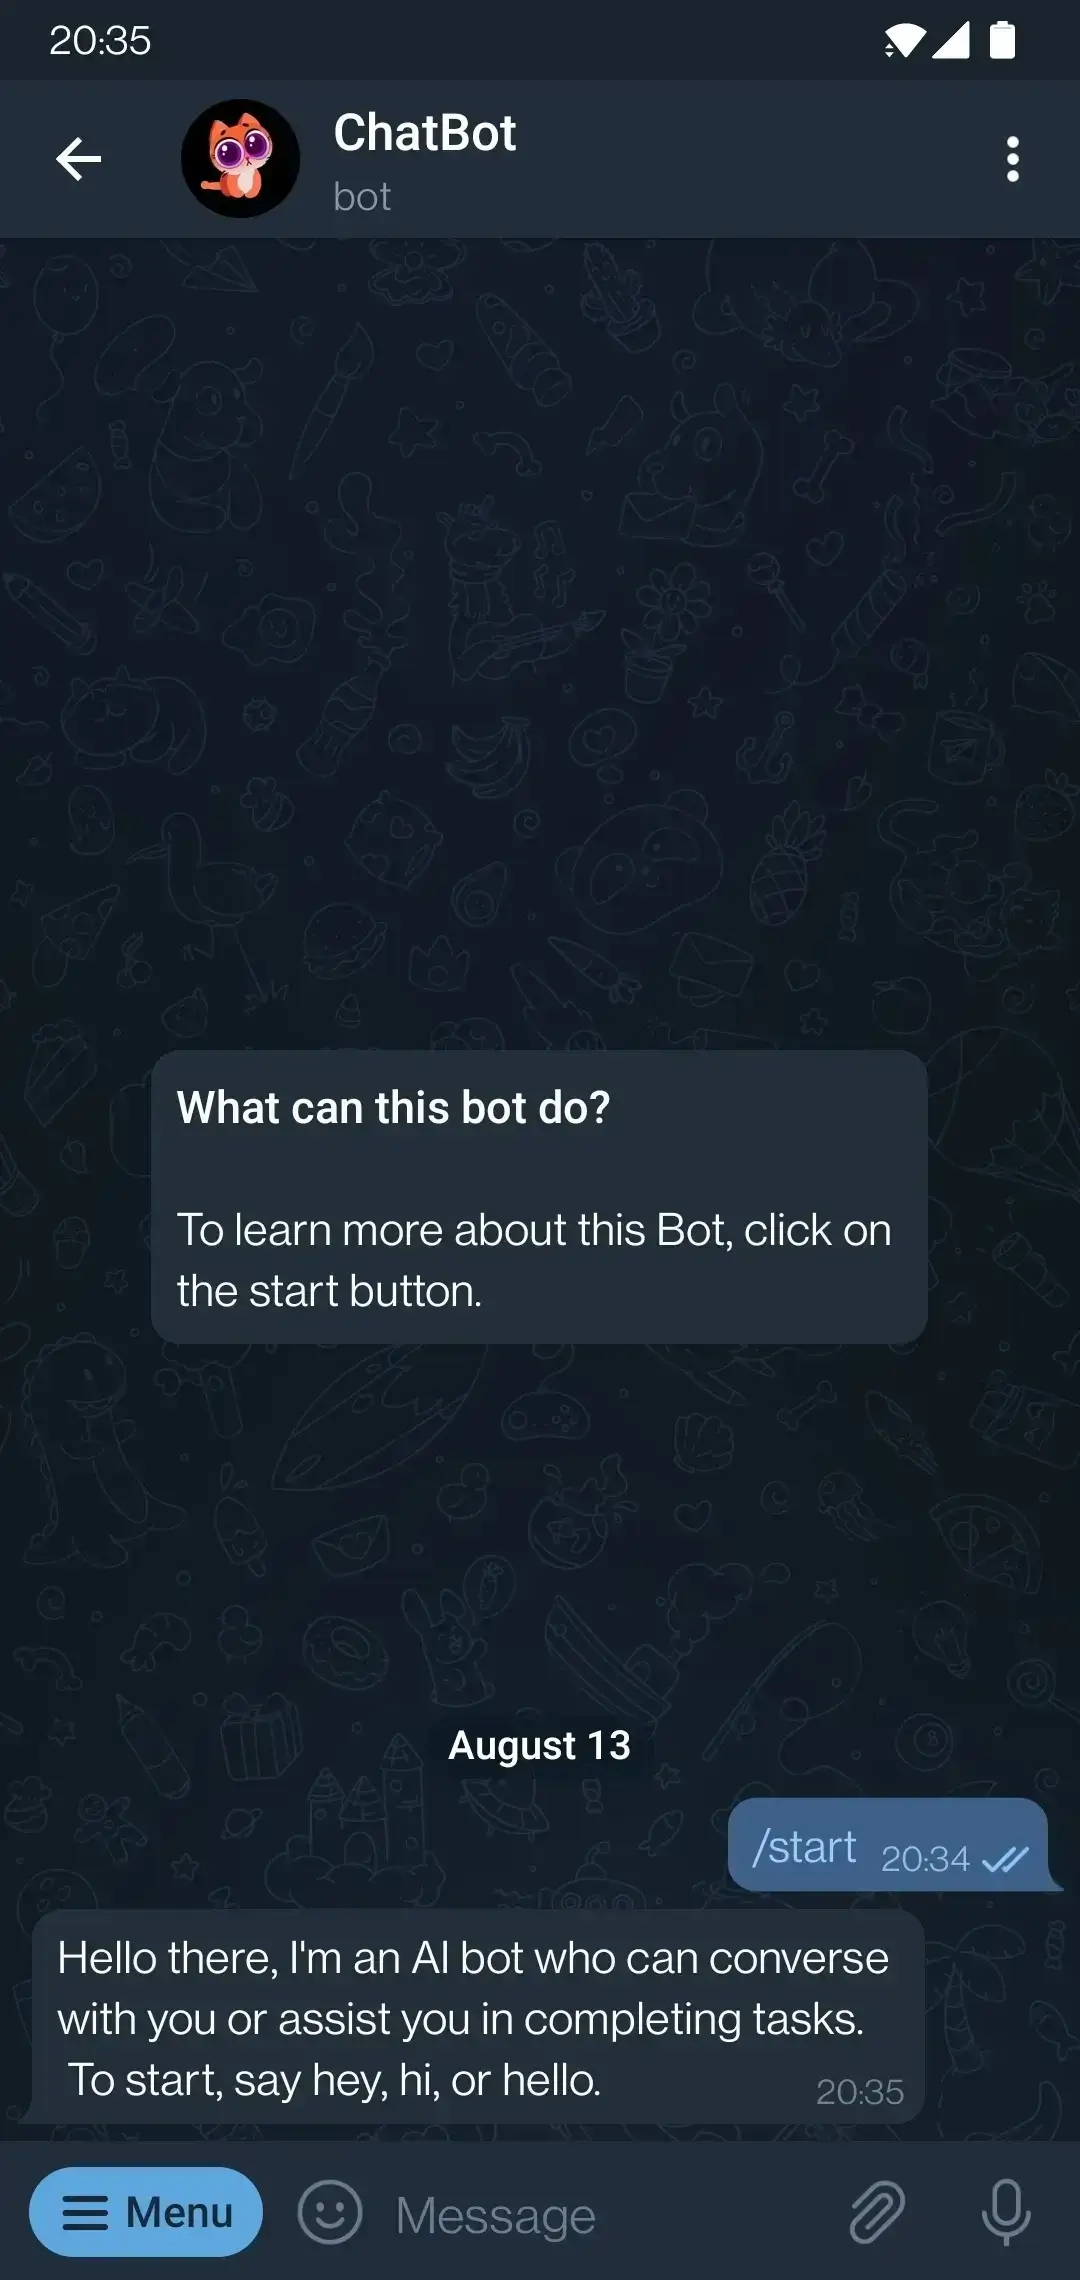 20:35
ChatBot
bot
What can this bot do?
To learn more about this Bot, click on
the start button.
August 13
/start 20:34
Hello there, I'm an AI bot who can converse
with you or assist you in completing tasks.
To start, say hey, hi, or hello. 20:35
Menu Message